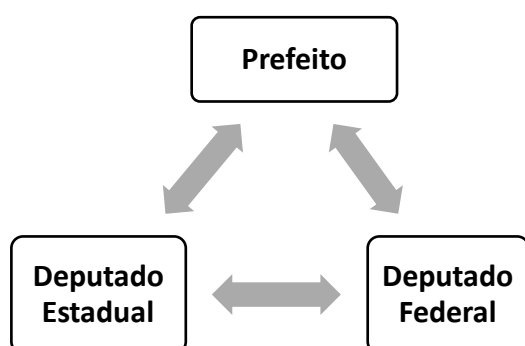 Prefeito
Deputado
Estadual
Deputado
Federal